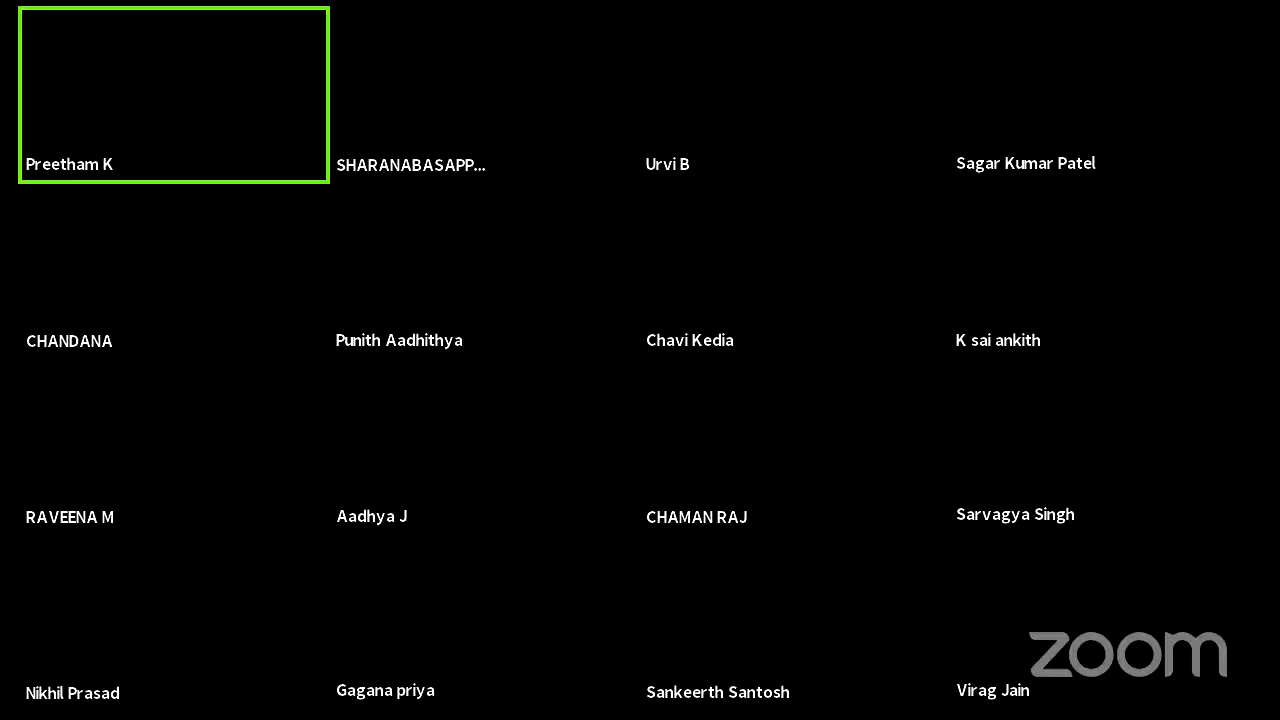 Preetham K
SHARANABASAPP...
Urvi B
Sagar Kumar Patel
CHANDANA
Punith Aadhithya
Chavi Kedia
K sai ankith
RAVEENA M
Aadhya J
CHAMAN RAJ
Sarvagya Singh
zoom
Nikhil Prasad
Gagana priya
Sankeerth Santosh
Virag Jain